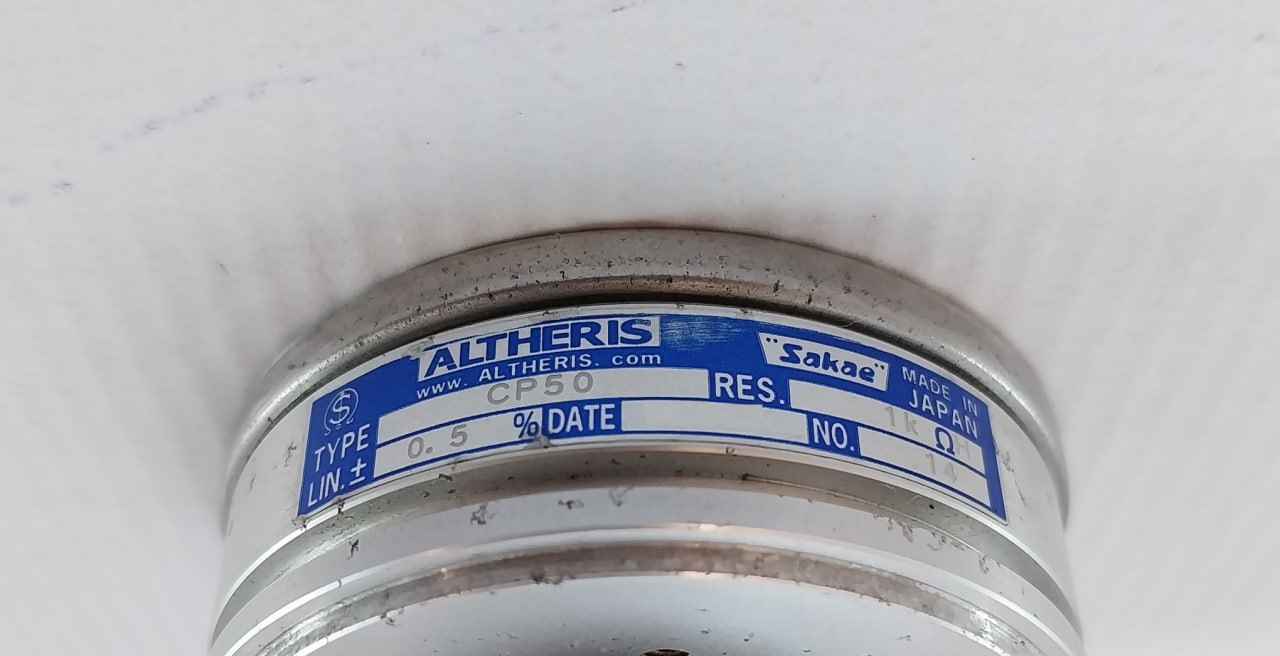 ALTHERIS
www. ALTHERIS. com
"Sakae"
MADE IN
JAPAN
TYPE CP50 RES. 1k Ω
LIN. ± 0. 5 % DATE NO. 14